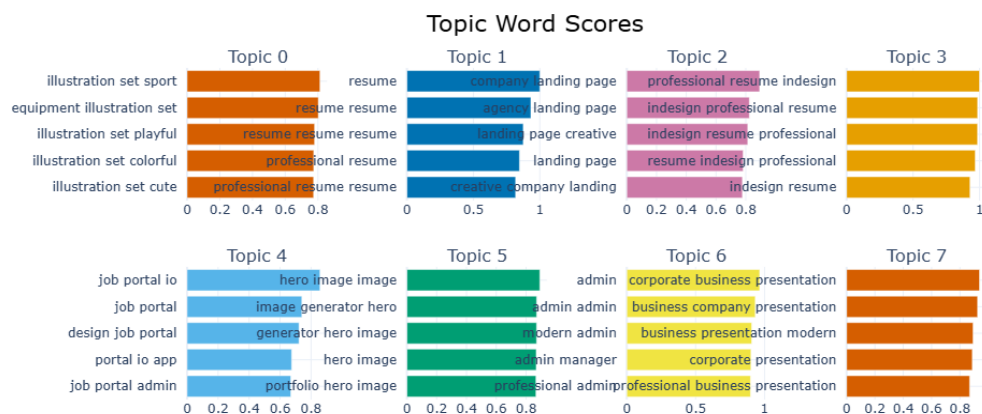 Topic Word Scores
Topic 0
Topic 1
Topic 2
Topic 3
illustration set sport
resume
company landing page
professional resume indesign
equipment illustration set
resume resume
agency landing page
indesign professional resume
illustration set playful
resume resume resume
landing page creative
indesign resume professional
illustration set colorful
professional resume
landing page
resume indesign professional
illustration set cute
professional resume resume
creative company landing
indesign resume
0 0.2 0.4 0.6 0.8
0 0.5 1
0 0.2 0.4 0.6 0.8
0 0.5 1
Topic 4
Topic 5
Topic 6
Topic 7
job portal io
hero image image
admin
corporate business presentation
job portal
image generator hero
admin admin
business company presentation
design job portal
generator hero image
modern admin
business presentation modern
portal io app
hero image
admin manager
corporate presentation
job portal admin
portfolio hero image
professional admin
professional business presentation
0 0.2 0.4 0.6 0.8
0 0.2 0.4 0.6 0.8
0 0.5 1
0 0.2 0.4 0.6 0.8